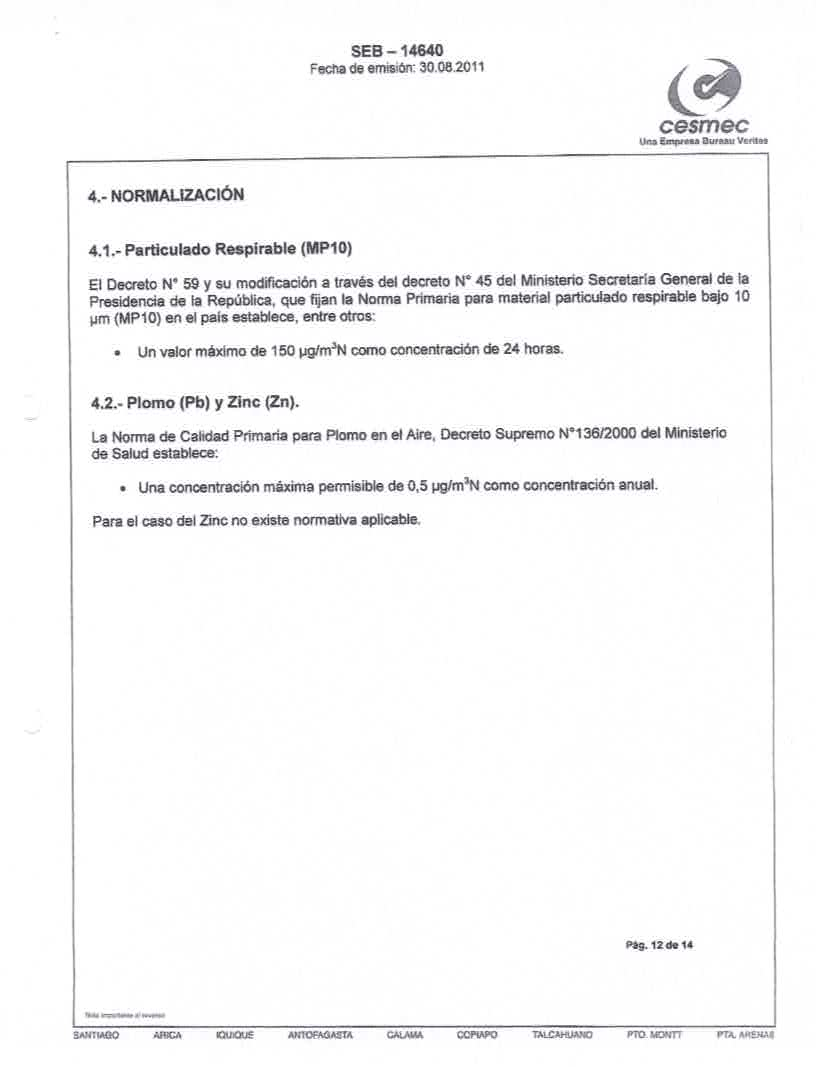 SEB – 14640
Fecha de emisión: 30.08.2011
cesmec
Una Empresa Bureau Veritas
4.- NORMALIZACIÓN
4.1.- Particulado Respirable (MP10)
El Decreto N° 59 y su modificación a través del decreto N° 45 del Ministerio Secretaría General de la
Presidencia de la República, que fijan la Norma Primaria para material particulado respirable bajo 10
µm (MP10) en el país establece, entre otros:
• Un valor máximo de 150 µg/m³N como concentración de 24 horas.
4.2.- Plomo (Pb) y Zinc (Zn).
La Norma de Calidad Primaria para Plomo en el Aire, Decreto Supremo N°136/2000 del Ministerio
de Salud establece:
• Una concentración máxima permisible de 0,5 µg/m³N como concentración anual.
Para el caso del Zinc no existe normativa aplicable.
Pág. 12 de 14
Nota importante al reverso
SANTIAGO ARICA IQUIQUE ANTOFAGASTA CALAMA COPIAPO TALCAHUANO PTO. MONTT PTA. ARENAS